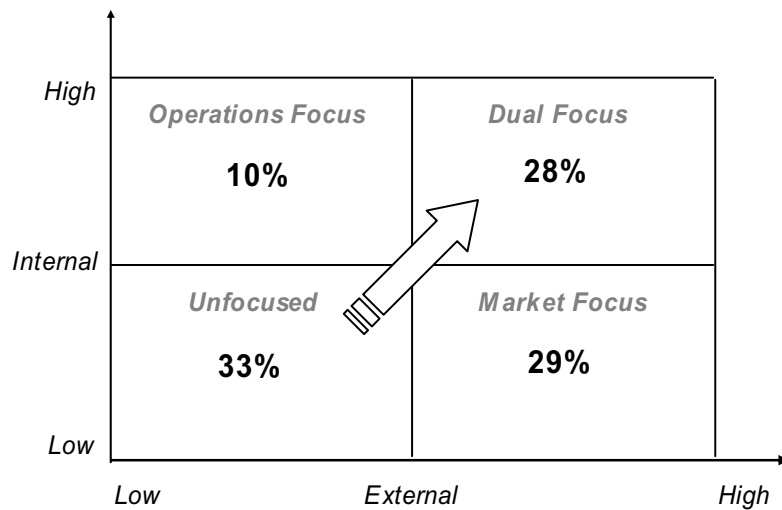 High
Operations Focus
Dual Focus
10%
28%
Internal
Unfocused
Market Focus
33%
29%
Low
Low
External
High